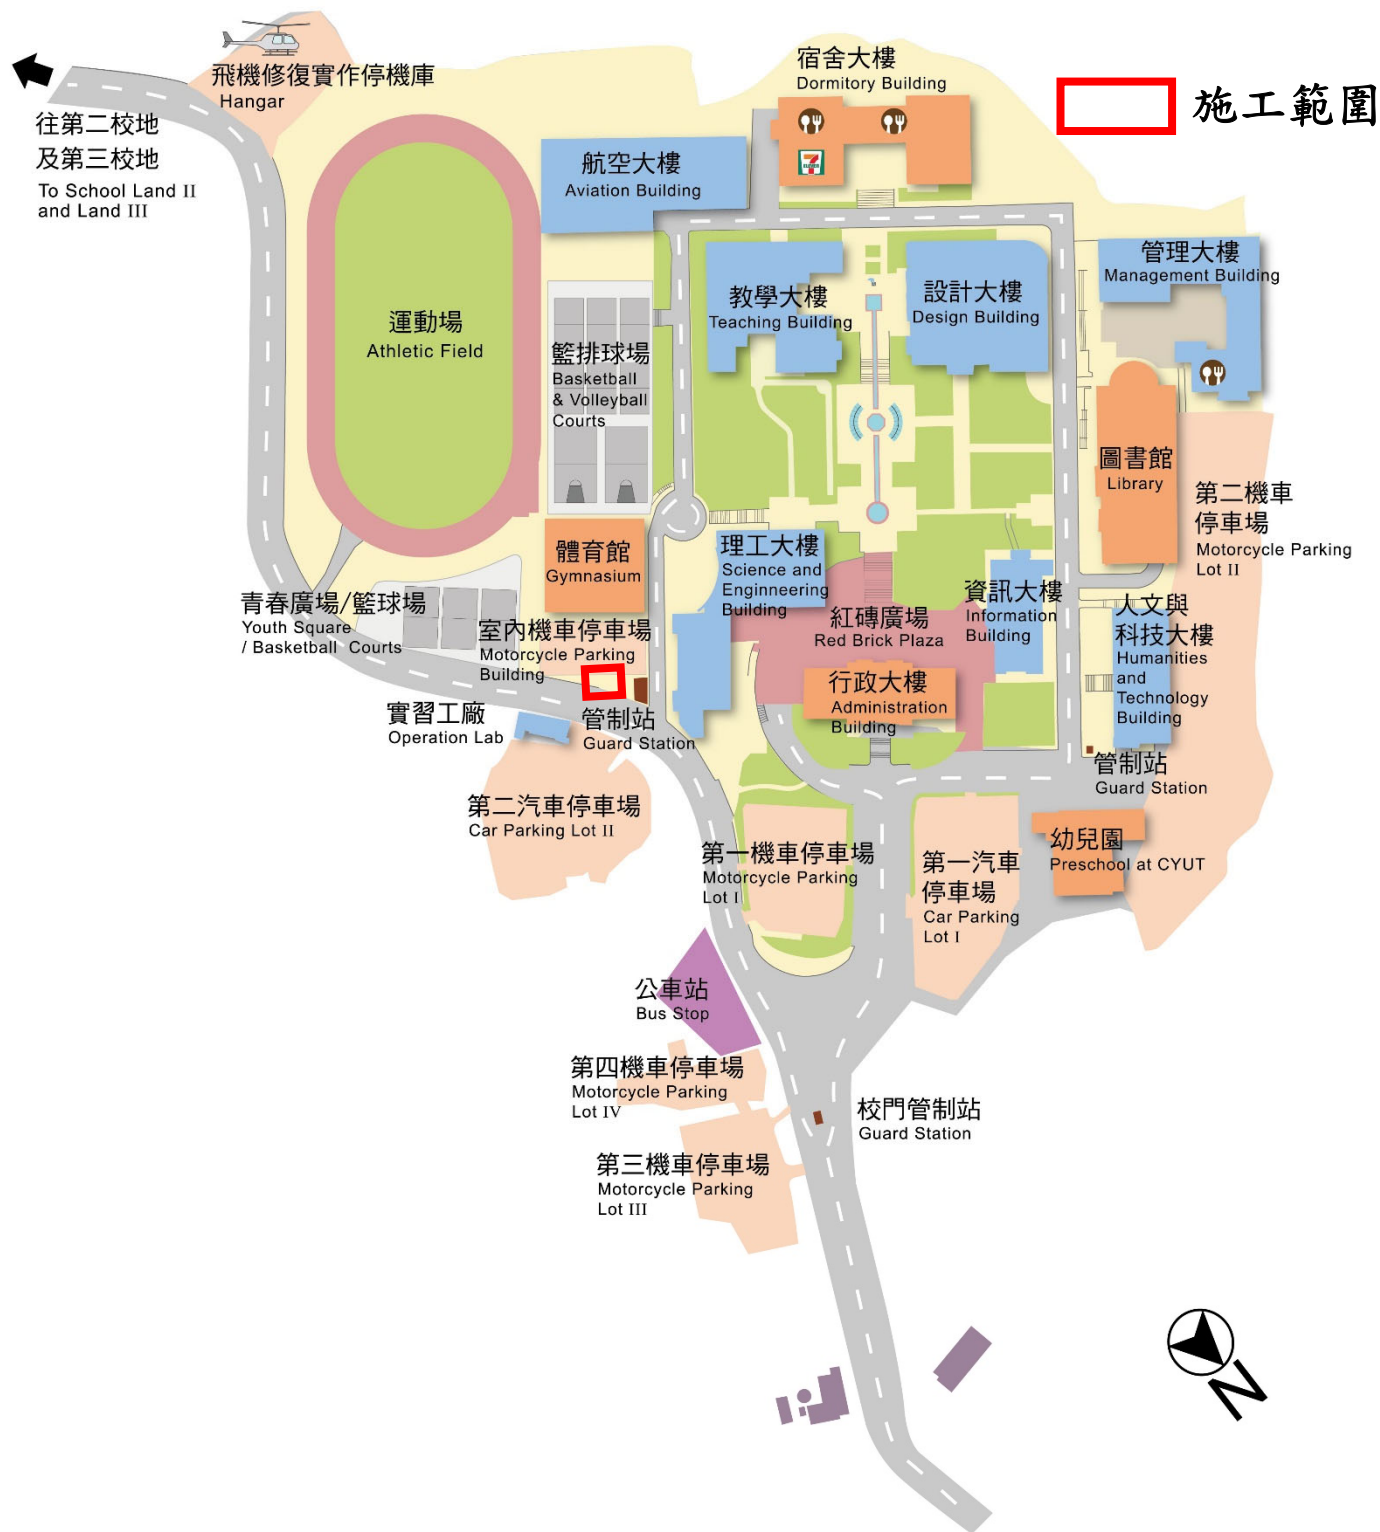 飛機修復實作停機庫
Hangar
往第二校地
及第三校地
To School Land II
and Land III
宿舍大樓
Dormitory Building
7
ELEVEN
施工範圍
航空大樓
Aviation Building
管理大樓
Management Building
教學大樓
Teaching Building
設計大樓
Design Building
運動場
Athletic Field
籃排球場
Basketball
& Volleyball
Courts
圖書館
Library
第二機車
停車場
Motorcycle Parking
Lot II
體育館
Gymnasium
理工大樓
Science and
Enginneering
Building
資訊大樓
Information
Building
人文與
科技大樓
Humanities
and
Technology
Building
青春廣場/籃球場
Youth Square
/ Basketball Courts
室內機車停車場
Motorcycle Parking
Building
紅磚廣場
Red Brick Plaza
行政大樓
Administration
Building
實習工廠
Operation Lab
管制站
Guard Station
管制站
Guard Station
第二汽車停車場
Car Parking Lot II
第一機車停車場
Motorcycle Parking
Lot I
第一汽車
停車場
Car Parking
Lot I
幼兒園
Preschool at CYUT
公車站
Bus Stop
第四機車停車場
Motorcycle Parking
Lot IV
校門管制站
Guard Station
第三機車停車場
Motorcycle Parking
Lot III
N